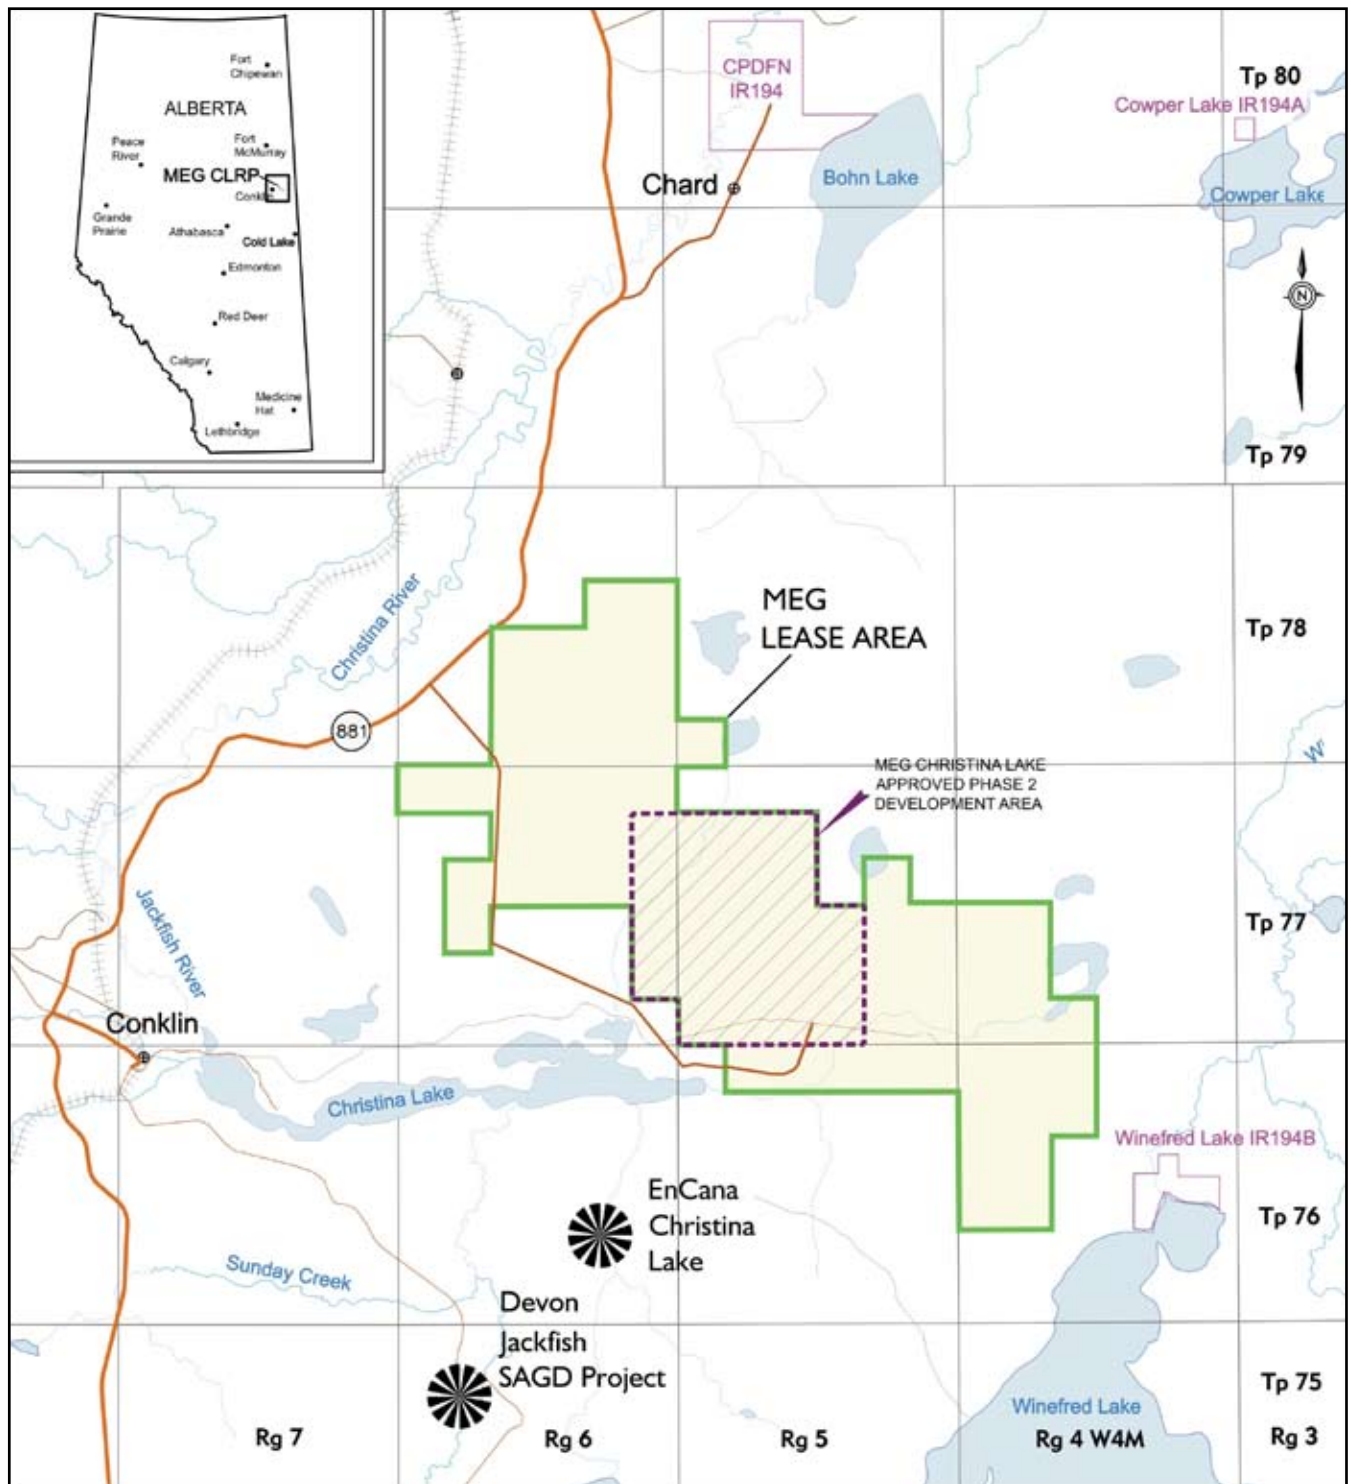 Fort
Chipewan
ALBERTA
Peace
River
Fort
McMurray
MEG CLRP
Conklin
Grande
Prairie
Athabasca
Cold Lake
Edmonton
Red Deer
Calgary
Medicine
Hat
Lethbridge
CPDFN
IR194
Chard
Bohn Lake
Tp 80
Cowper Lake IR194A
Cowper Lake
N
Tp 79
Christina River
881
MEG
LEASE AREA
Tp 78
MEG CHRISTINA LAKE
APPROVED PHASE 2
DEVELOPMENT AREA
Jackfish River
Tp 77
Conklin
Christina Lake
Winefred Lake IR194B
EnCana
Christina
Lake
Tp 76
Sunday Creek
Devon
Jackfish
SAGD Project
Tp 75
Winefred Lake
Rg 7
Rg 6
Rg 5
Rg 4 W4M
Rg 3